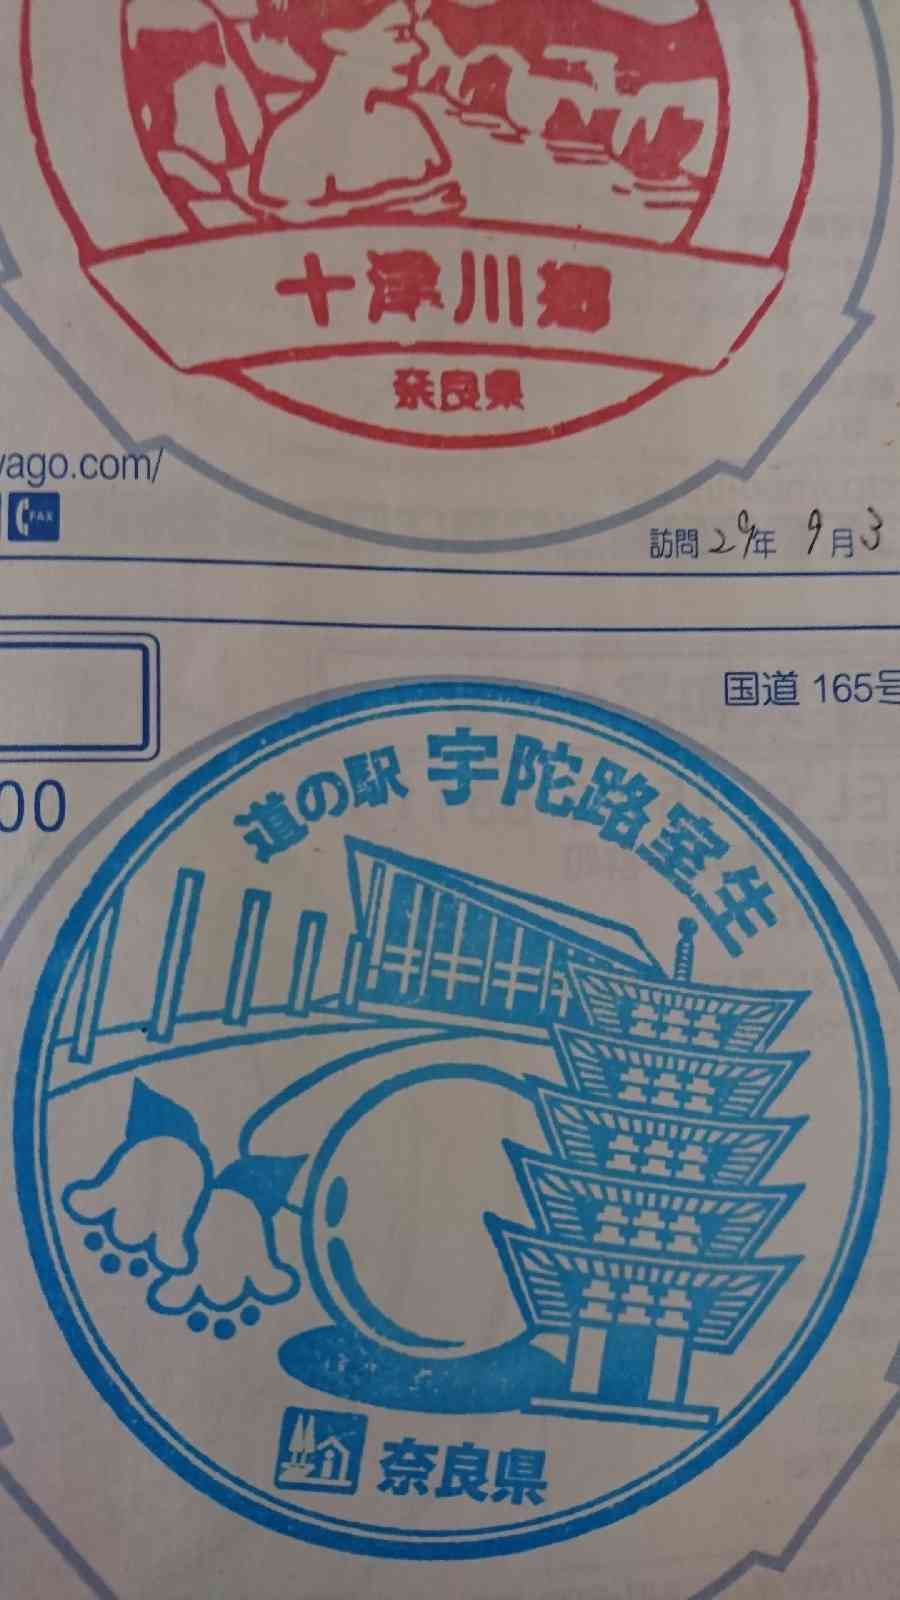 十津川郷
奈良県
yago.com/
FAX
訪問 29年 9月3
国道 165号
00
道の駅 宇陀路室生
奈良県